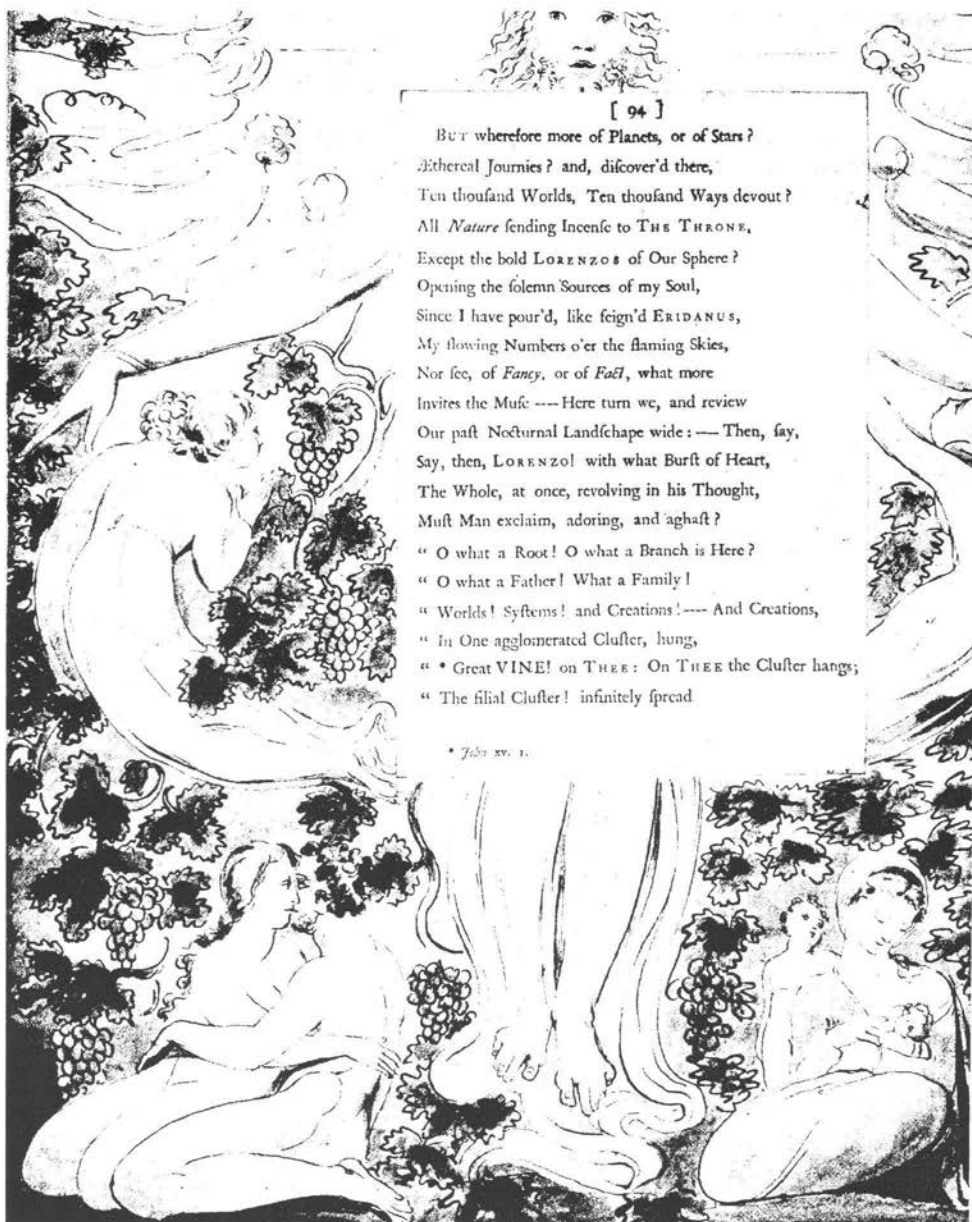 [ 94 ]
BUT wherefore more of Planets, or of Stars ?
Æthereal Journies ? and, diſcover'd there,
Ten thouſand Worlds, Ten thouſand Ways devout ?
All Nature ſending Incenſe to THE THRONE,
Except the bold LORENZOS of Our Sphere ?
Opening the ſolemn Sources of my Soul,
Since I have pour'd, like feign'd ERIDANUS,
My flowing Numbers o'er the flaming Skies,
Nor ſee, of Fancy, or of Fact, what more
Invites the Muſe ---- Here turn we, and review
Our paſt Nocturnal Landſchape wide : — Then, ſay,
Say, then, LORENZO! with what Burſt of Heart,
The Whole, at once, revolving in his Thought,
Muſt Man exclaim, adoring, and aghaſt ?
“ O what a Root ! O what a Branch is Here ?
“ O what a Father ! What a Family !
“ Worlds ! Syſtems ! and Creations ! ---- And Creations,
“ In One agglomerated Cluſter, hung,
“ * Great VINE! on THEE : On THEE the Cluſter hangs ;
“ The filial Cluſter ! infinitely ſpread
* John XV. 1.